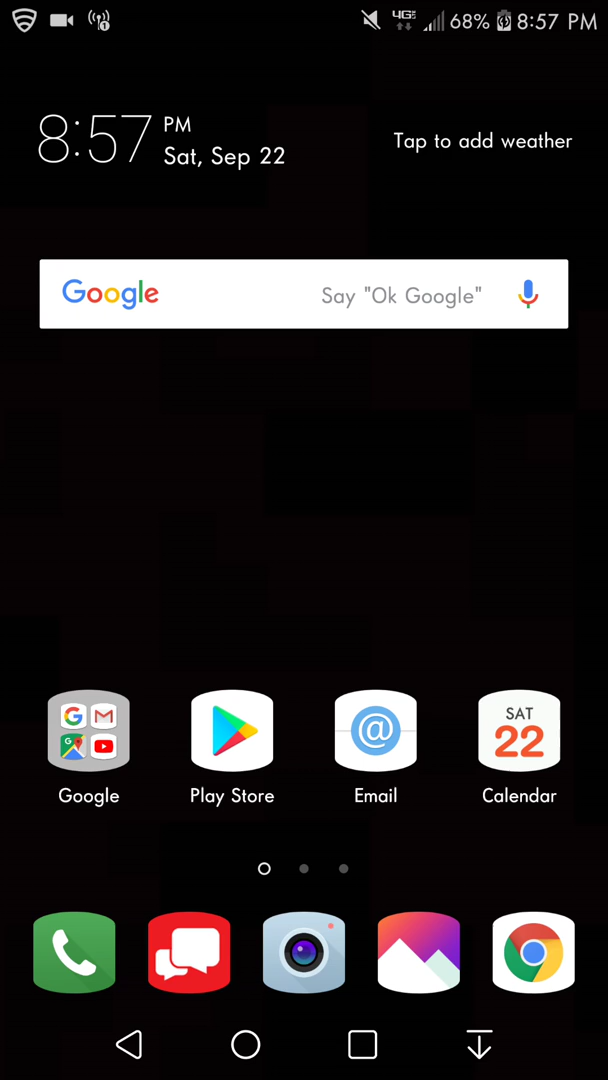 4G 68% 8:57 PM
8:57 PM
Sat, Sep 22
Tap to add weather
Google Say "Ok Google"
SAT
22
Google Play Store Email Calendar